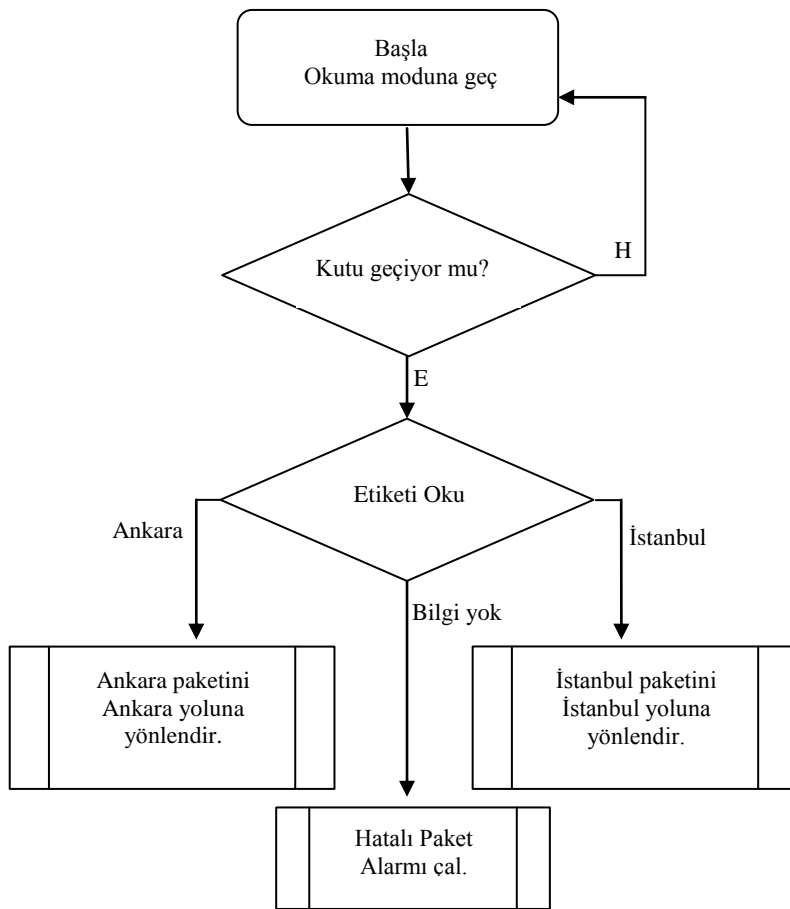 Başla
Okuma moduna geç
Kutu geçiyor mu?
H
E
Etiketi Oku
Ankara
İstanbul
Bilgi yok
Ankara paketini
Ankara yoluna
yönlendir.
İstanbul paketini
İstanbul yoluna
yönlendir.
Hatalı Paket
Alarmı çal.